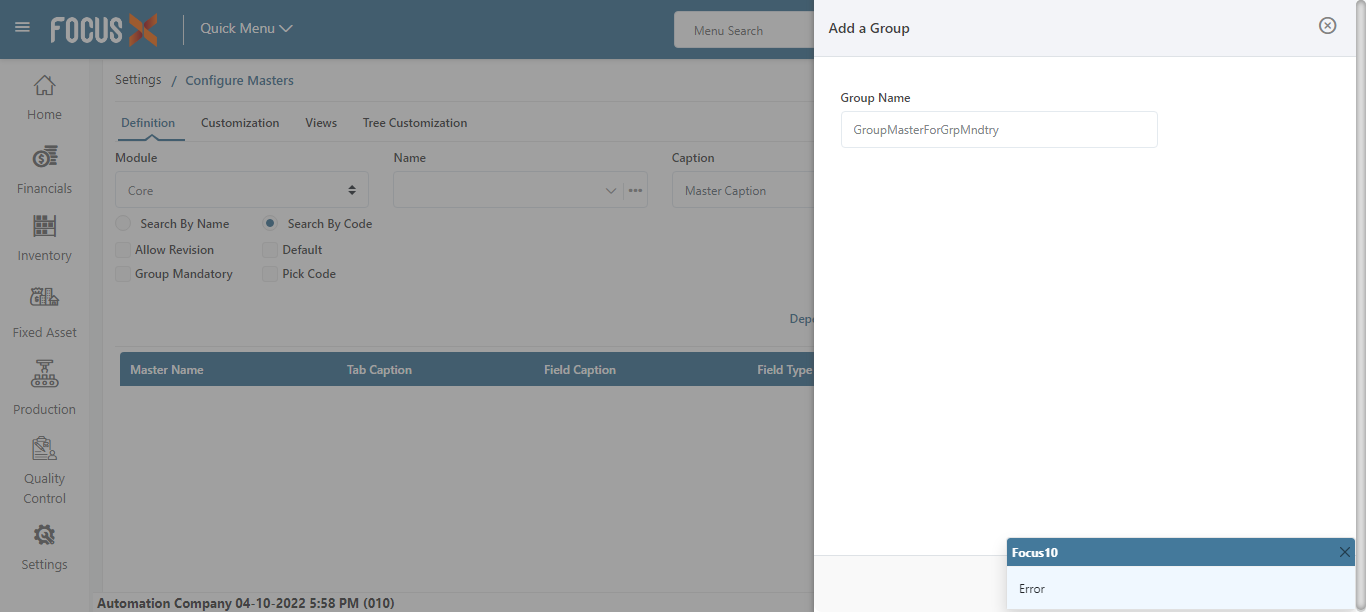 FOCUS X
Quick Menu
Menu Search
Add a Group
Home
Financials
Inventory
Fixed Asset
Production
Quality
Control
Settings
Settings / Configure Masters
Definition Customization Views Tree Customization
Module Name Caption
Core Master Caption
Search By Name Search By Code
Allow Revision Default
Group Mandatory Pick Code
Depe
Master Name Tab Caption Field Caption Field Type
Automation Company 04-10-2022 5:58 PM (010)
Group Name
GroupMasterForGrpMndtry
Focus10
Error